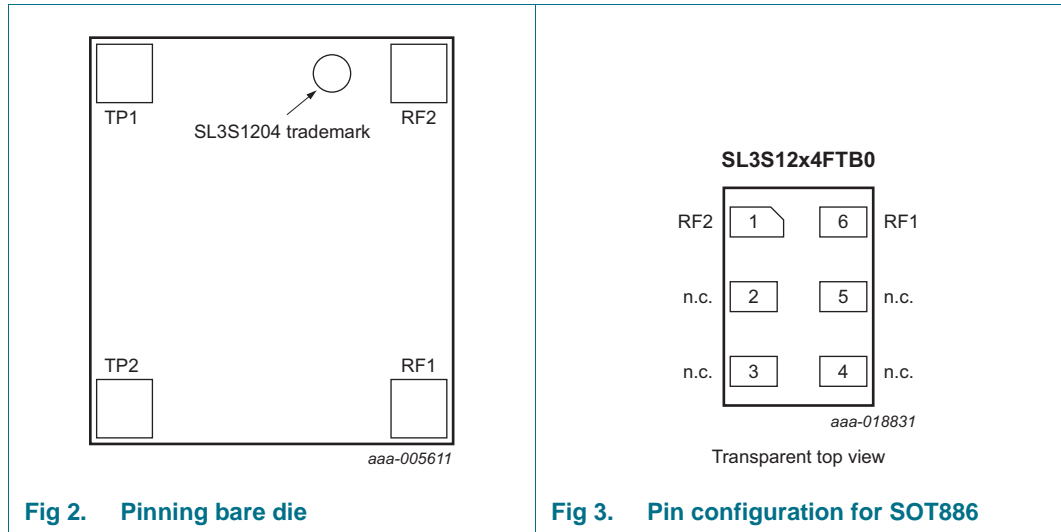 TP1
RF2
SL3S1204 trademark
TP2
RF1
aaa-005611
Fig 2. Pinning bare die
SL3S12x4FTB0
RF2 1 6 RF1
n.c. 2 5 n.c.
n.c. 3 4 n.c.
aaa-018831
Transparent top view
Fig 3. Pin configuration for SOT886